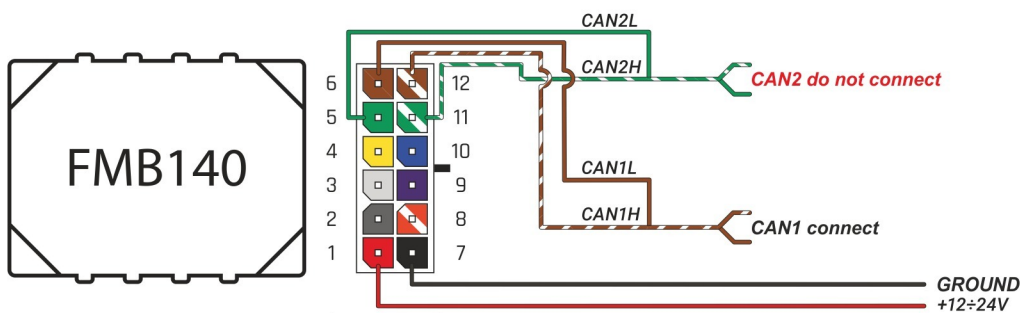 CAN2L
CAN2H
CAN2 do not connect
FMB140
6 12
5 11
4 10
3 9
2 8
1 7
CAN1L
CAN1H
CAN1 connect
GROUND
+12÷24V